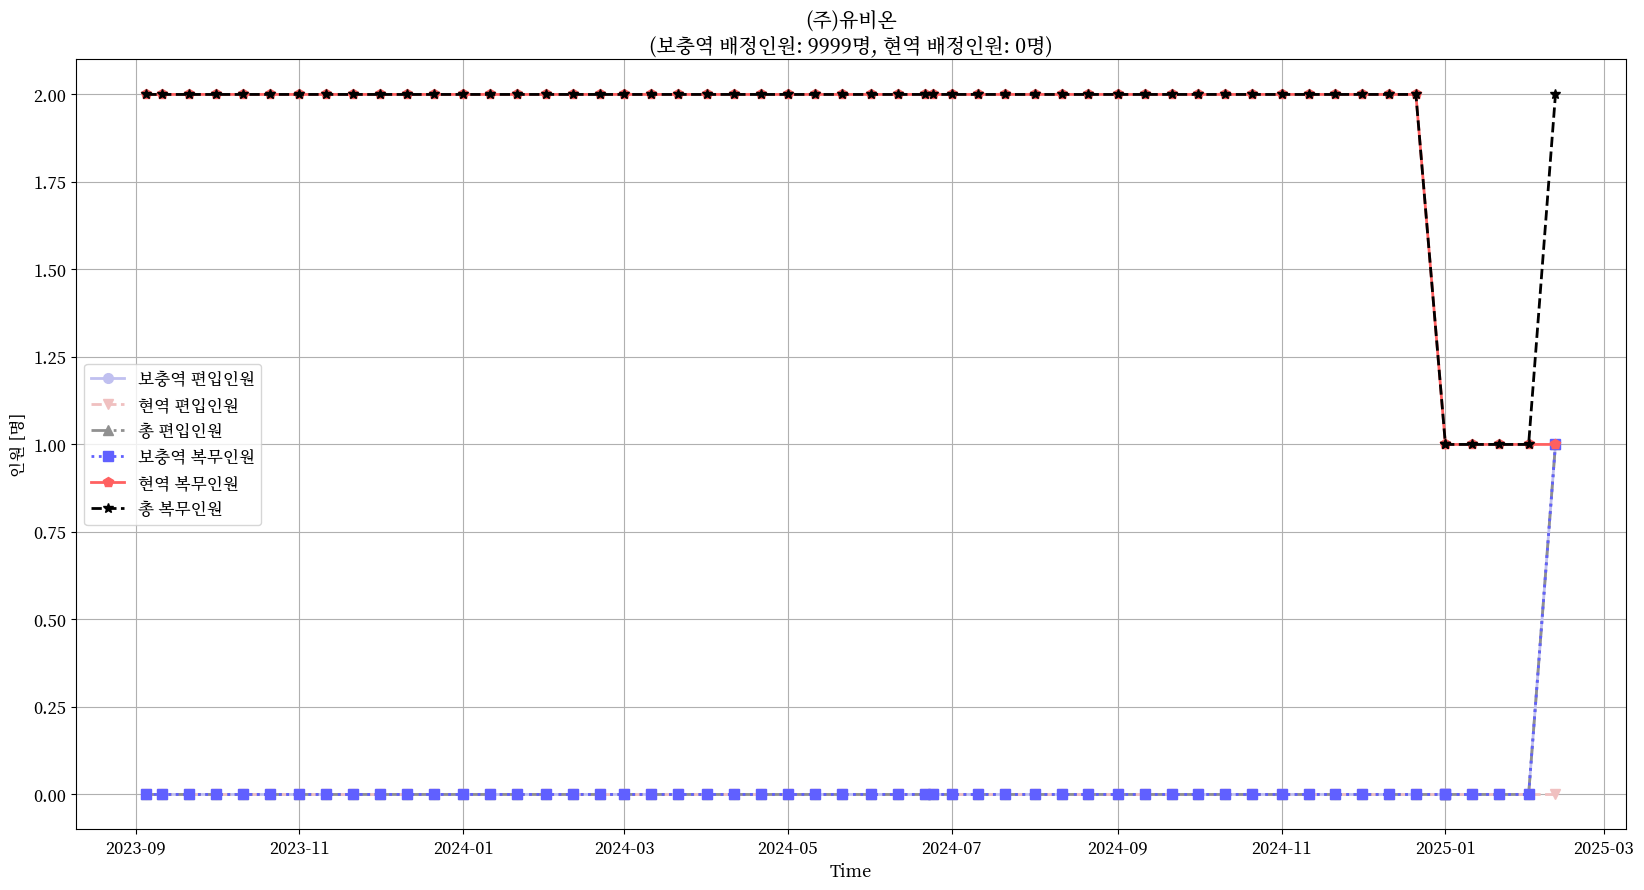 (주)유비온
(보충역 배정인원: 9999명, 현역 배정인원: 0명)
인원 [명]
2.00
1.75
1.50
1.25
1.00
0.75
0.50
0.25
0.00
보충역 편입인원
현역 편입인원
총 편입인원
보충역 복무인원
현역 복무인원
총 복무인원
2023-09
2023-11
2024-01
2024-03
2024-05
2024-07
2024-09
2024-11
2025-01
2025-03
Time